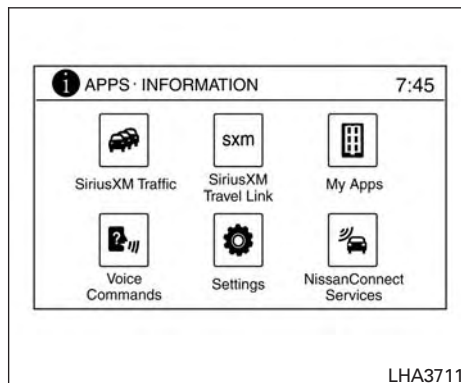 i APPS · INFORMATION 7:45
sxm
SiriusXM Traffic SiriusXM Travel Link My Apps
?
Voice Commands Settings NissanConnect Services
LHA3711